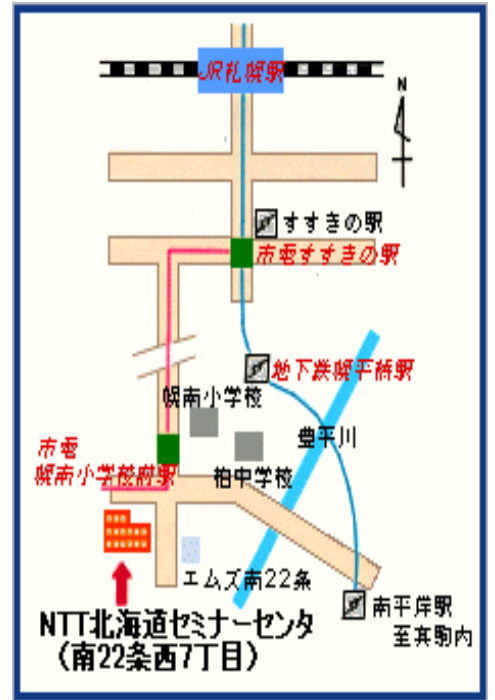 JR札幌駅
N
すすきの駅
市電すすきの駅
地下鉄幌平橋駅
幌南小学校
豊平川
市電
幌南小学校前駅
柏中学校
エムズ南22条
南平岸駅
至真駒内
NTT北海道セミナーセンタ
(南22条西7丁目)